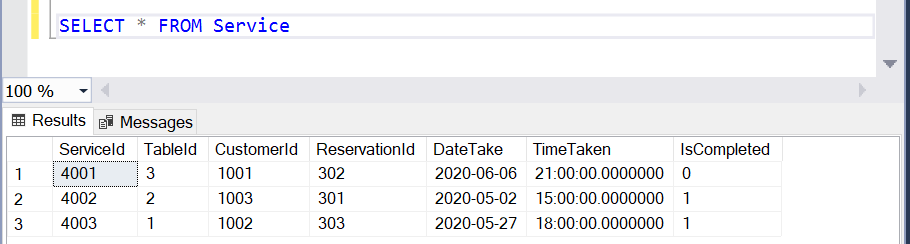 SELECT * FROM Service
100 %
Results Messages
ServiceId TableId CustomerId ReservationId DateTake TimeTaken IsCompleted
1 4001 3 1001 302 2020-06-06 21:00:00.0000000 0
2 4002 2 1003 301 2020-05-02 15:00:00.0000000 1
3 4003 1 1002 303 2020-05-27 18:00:00.0000000 1